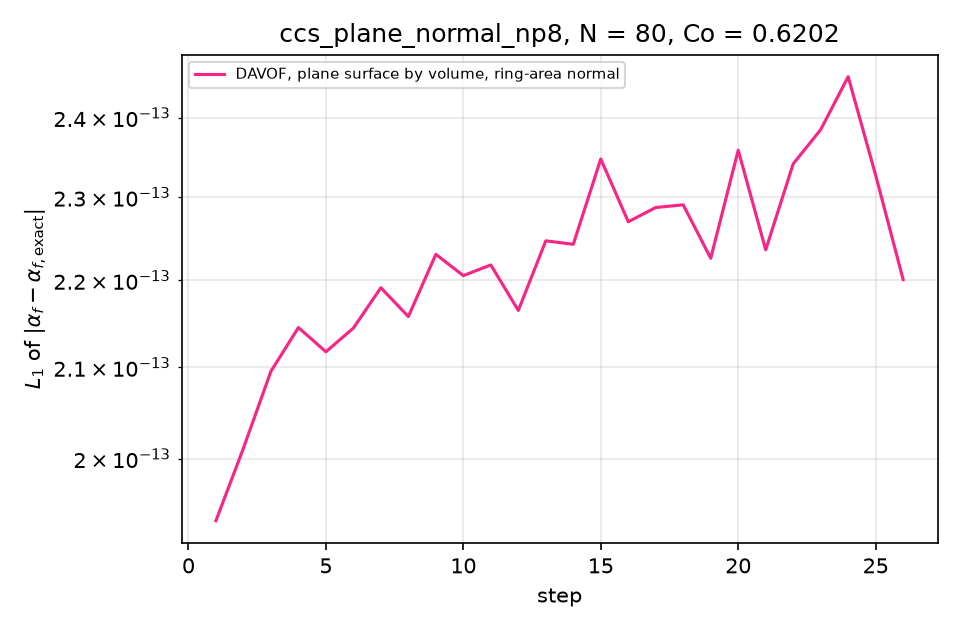 ccs_plane_normal_np8, N = 80, Co = 0.6202
DAVOF, plane surface by volume, ring-area normal
L₁ of |α_f − α_{f,exact}|
2.4 × 10⁻¹³
2.3 × 10⁻¹³
2.2 × 10⁻¹³
2.1 × 10⁻¹³
2 × 10⁻¹³
0 5 10 15 20 25
step